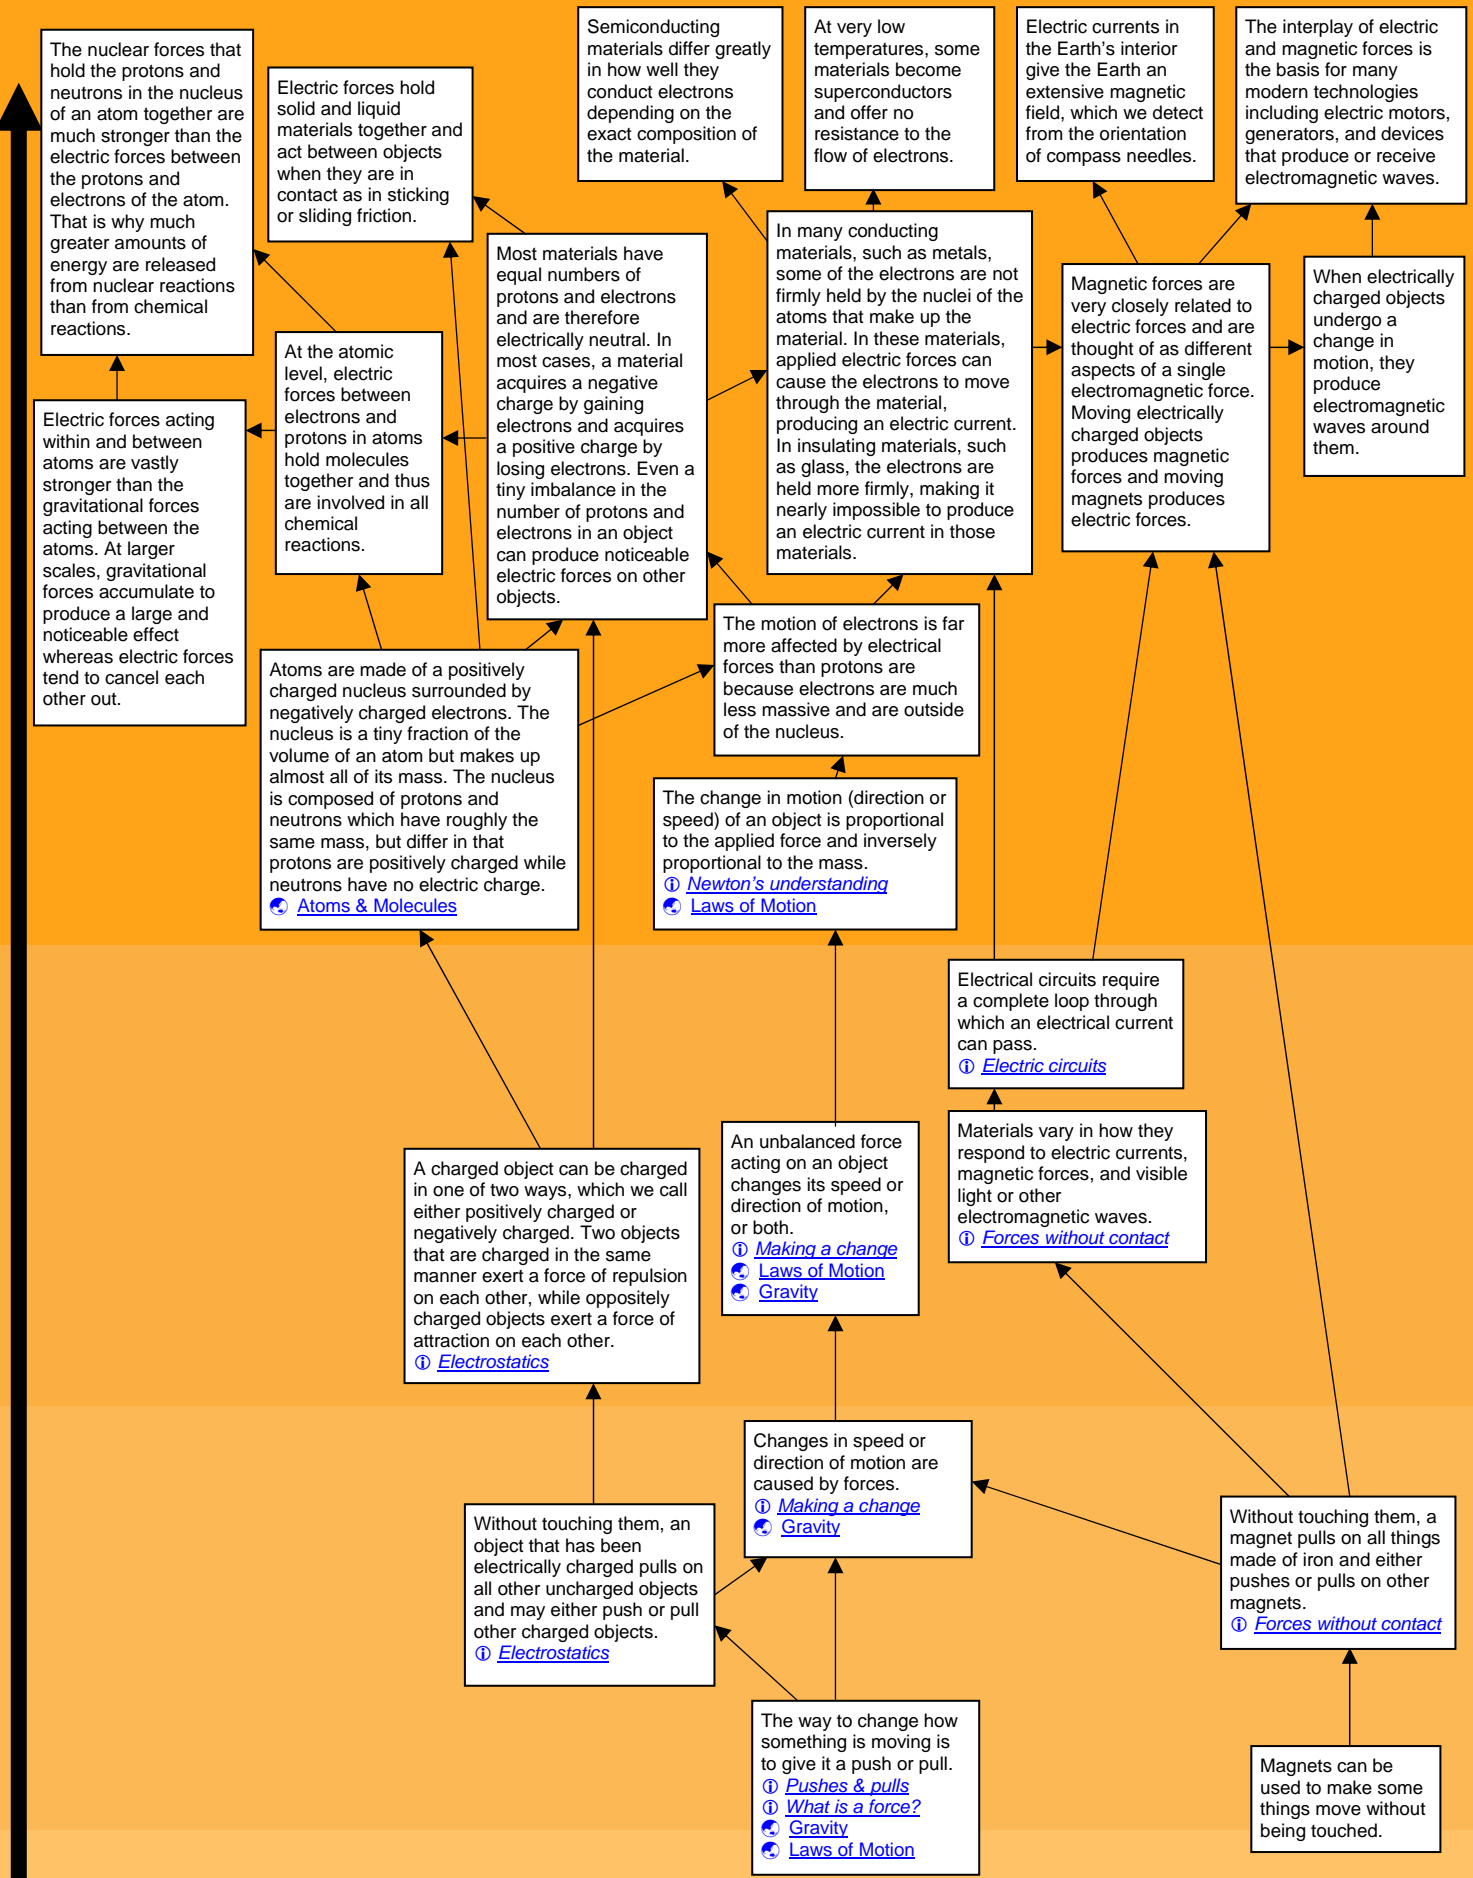 The nuclear forces that
hold the protons and
neutrons in the nucleus
of an atom together are
much stronger than the
electric forces between
the protons and
electrons of the atom.
That is why much
greater amounts of
energy are released
from nuclear reactions
than from chemical
reactions.
Electric forces hold
solid and liquid
materials together and
act between objects
when they are in
contact as in sticking
or sliding friction.
Semiconducting
materials differ greatly
in how well they
conduct electrons
depending on the
exact composition of
the material.
At very low
temperatures, some
materials become
superconductors
and offer no
resistance to the
flow of electrons.
Electric currents in
the Earth's interior
give the Earth an
extensive magnetic
field, which we detect
from the orientation
of compass needles.
The interplay of electric
and magnetic forces is
the basis for many
modern technologies
including electric motors,
generators, and devices
that produce or receive
electromagnetic waves.
Electric forces acting
within and between
atoms are vastly
stronger than the
gravitational forces
acting between the
atoms. At larger
scales, gravitational
forces accumulate to
produce a large and
noticeable effect
whereas electric forces
tend to cancel each
other out.
At the atomic
level, electric
forces between
electrons and
protons in atoms
hold molecules
together and thus
are involved in all
chemical
reactions.
Most materials have
equal numbers of
protons and electrons
and are therefore
electrically neutral. In
most cases, a material
acquires a negative
charge by gaining
electrons and acquires
a positive charge by
losing electrons. Even a
tiny imbalance in the
number of protons and
electrons in an object
can produce noticeable
electric forces on other
objects.
In many conducting
materials, such as metals,
some of the electrons are not
firmly held by the nuclei of the
atoms that make up the
material. In these materials,
applied electric forces can
cause the electrons to move
through the material,
producing an electric current.
In insulating materials, such
as glass, the electrons are
held more firmly, making it
nearly impossible to produce
an electric current in those
materials.
Magnetic forces are
very closely related to
electric forces and are
thought of as different
aspects of a single
electromagnetic force.
Moving electrically
charged objects
produces magnetic
forces and moving
magnets produces
electric forces.
When electrically
charged objects
undergo a
change in
motion, they
produce
electromagnetic
waves around
them.
Atoms are made of a positively
charged nucleus surrounded by
negatively charged electrons. The
nucleus is a tiny fraction of the
volume of an atom but makes up
almost all of its mass. The nucleus
is composed of protons and
neutrons which have roughly the
same mass, but differ in that
protons are positively charged while
neutrons have no electric charge.
Atoms & Molecules
The motion of electrons is far
more affected by electrical
forces than protons are
because electrons are much
less massive and are outside
of the nucleus.
The change in motion (direction or
speed) of an object is proportional
to the applied force and inversely
proportional to the mass.
Newton's understanding
Laws of Motion
Electrical circuits require
a complete loop through
which an electrical current
can pass.
Electric circuits
Materials vary in how they
respond to electric currents,
magnetic forces, and visible
light or other
electromagnetic waves.
Forces without contact
An unbalanced force
acting on an object
changes its speed or
direction of motion,
or both.
Making a change
Laws of Motion
Gravity
A charged object can be charged
in one of two ways, which we call
either positively charged or
negatively charged. Two objects
that are charged in the same
manner exert a force of repulsion
on each other, while oppositely
charged objects exert a force of
attraction on each other.
Electrostatics
Changes in speed or
direction of motion are
caused by forces.
Making a change
Gravity
Without touching them, an
object that has been
electrically charged pulls on
all other uncharged objects
and may either push or pull
other charged objects.
Electrostatics
Without touching them, a
magnet pulls on all things
made of iron and either
pushes or pulls on other
magnets.
Forces without contact
The way to change how
something is moving is
to give it a push or pull.
Pushes & pulls
What is a force?
Gravity
Laws of Motion
Magnets can be
used to make some
things move without
being touched.